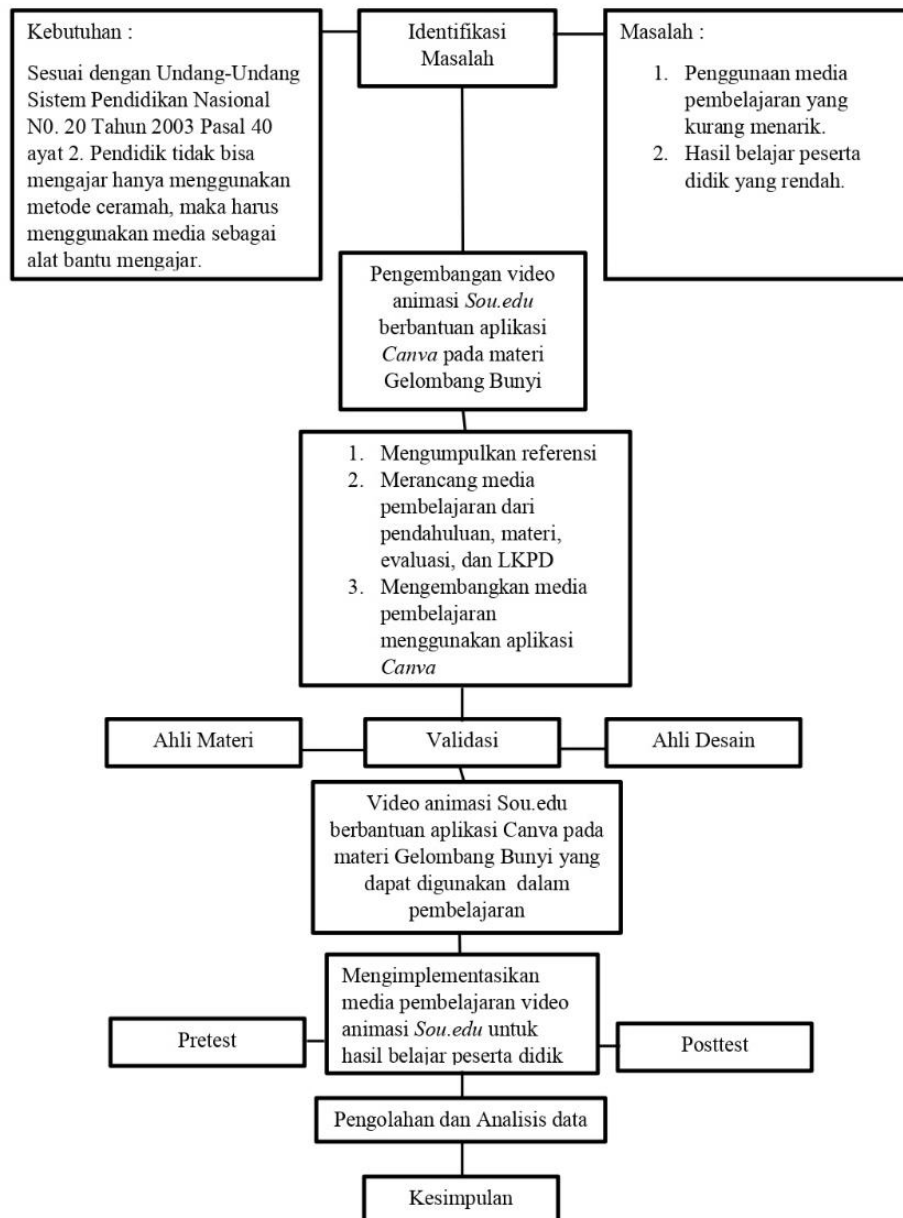 Kebutuhan :
Sesuai dengan Undang-Undang
Sistem Pendidikan Nasional
N0. 20 Tahun 2003 Pasal 40
ayat 2. Pendidik tidak bisa
mengajar hanya menggunakan
metode ceramah, maka harus
menggunakan media sebagai
alat bantu mengajar.
Identifikasi
Masalah
Masalah :
1. Penggunaan media
pembelajaran yang
kurang menarik.
2. Hasil belajar peserta
didik yang rendah.
Pengembangan video
animasi Sou.edu
berbantuan aplikasi
Canva pada materi
Gelombang Bunyi
1. Mengumpulkan referensi
2. Merancang media
pembelajaran dari
pendahuluan, materi,
evaluasi, dan LKPD
3. Mengembangkan media
pembelajaran
menggunakan aplikasi
Canva
Ahli Materi
Validasi
Ahli Desain
Video animasi Sou.edu
berbantuan aplikasi Canva pada
materi Gelombang Bunyi yang
dapat digunakan dalam
pembelajaran
Mengimplementasikan
media pembelajaran video
animasi Sou.edu untuk
hasil belajar peserta didik
Pretest
Posttest
Pengolahan dan Analisis data
Kesimpulan